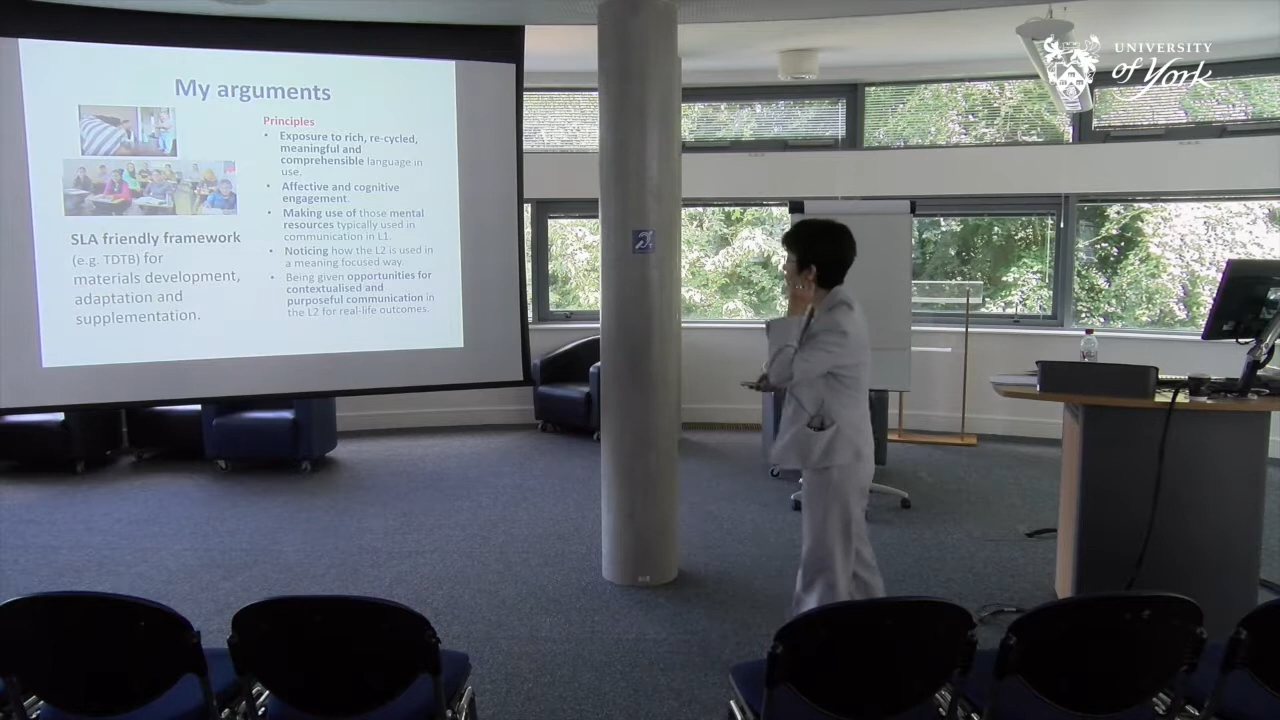 My arguments
SLA friendly framework
(e.g. TDTB) for
materials development,
adaptation and
supplementation.
Principles
• Exposure to rich, re-cycled,
meaningful and
comprehensible language in
use.
• Affective and cognitive
engagement.
• Making use of those mental
resources typically used in
communication in L1.
• Noticing how the L2 is used in
a meaning focused way.
• Being given opportunities for
contextualised and
purposeful communication in
the L2 for real-life outcomes.
UNIVERSITY
of York